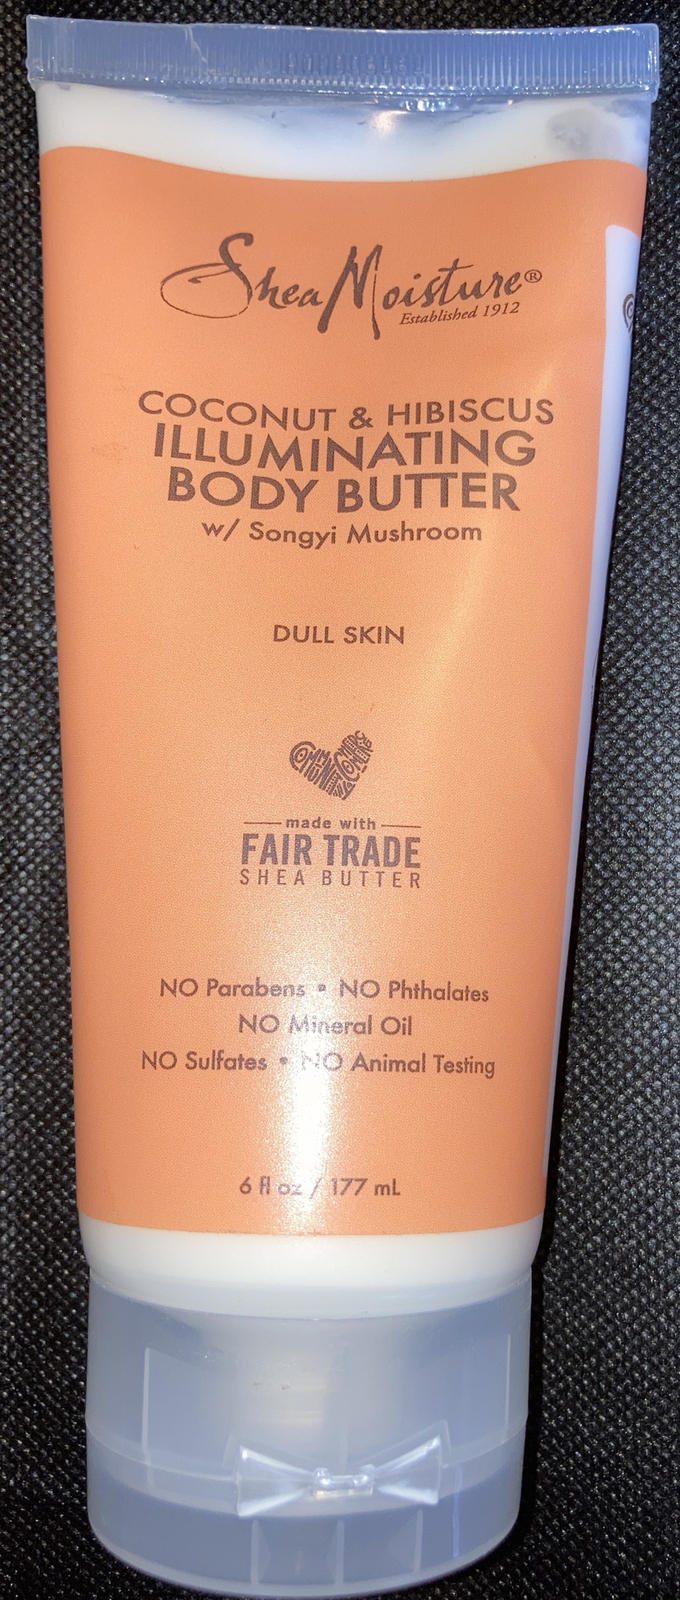 SheaMoisture®
Established 1912
COCONUT & HIBISCUS
ILLUMINATING
BODY BUTTER
w/ Songyi Mushroom
DULL SKIN
made with
FAIR TRADE
SHEA BUTTER
NO Parabens • NO Phthalates
NO Mineral Oil
NO Sulfates • NO Animal Testing
6 fl oz / 177 mL